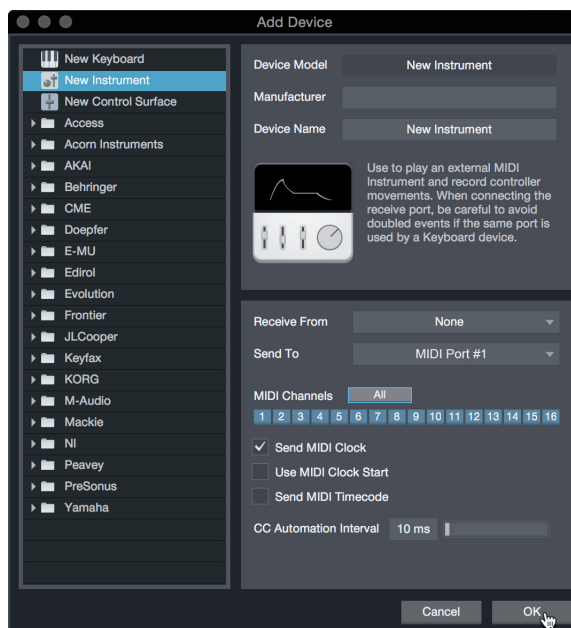 Add Device
New Keyboard
New Instrument
New Control Surface
Access
Acorn Instruments
AKAI
Behringer
CME
Doepfer
E-MU
Edirol
Evolution
Frontier
JLCooper
Keyfax
KORG
M-Audio
Mackie
NI
Peavey
PreSonus
Yamaha
Device Model New Instrument
Manufacturer
Device Name New Instrument
Use to play an external MIDI
Instrument and record controller
movements. When connecting the
receive port, be careful to avoid
doubled events if the same port is
used by a Keyboard device.
Receive From None
Send To MIDI Port #1
MIDI Channels All
1 2 3 4 5 6 7 8 9 10 11 12 13 14 15 16
Send MIDI Clock
Use MIDI Clock Start
Send MIDI Timecode
CC Automation Interval 10 ms
Cancel OK